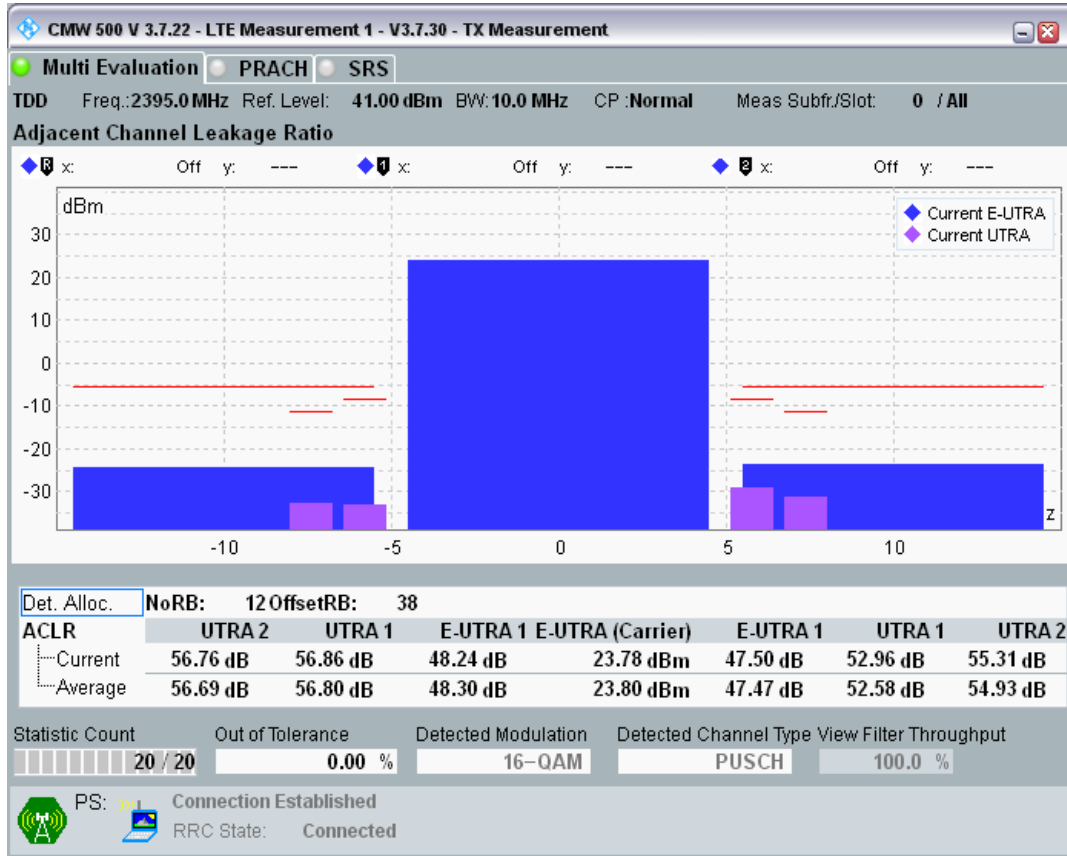 CMW 500 V 3.7.22 - LTE Measurement 1 - V3.7.30 - TX Measurement
Multi Evaluation PRACH SRS
TDD Freq.:2395.0 MHz Ref. Level: 41.00 dBm BW: 10.0 MHz CP :Normal Meas Subfr./Slot: 0 / All
Adjacent Channel Leakage Ratio
R x: Off y: --- 1 x: Off y: --- 2 x: Off y: ---
dBm
Current E-UTRA
Current UTRA
30
20
10
0
-10
-20
-30
z
-10 -5 0 5 10
Det. Alloc. NoRB: 12 OffsetRB: 38
ACLR UTRA 2 UTRA 1 E-UTRA 1 E-UTRA (Carrier) E-UTRA 1 UTRA 1 UTRA 2
Current 56.76 dB 56.86 dB 48.24 dB 23.78 dBm 47.50 dB 52.96 dB 55.31 dB
Average 56.69 dB 56.80 dB 48.30 dB 23.80 dBm 47.47 dB 52.58 dB 54.93 dB
Statistic Count Out of Tolerance Detected Modulation Detected Channel Type View Filter Throughput
20 / 20 0.00 % 16-QAM PUSCH 100.0 %
PS: Connection Established
RRC State: Connected